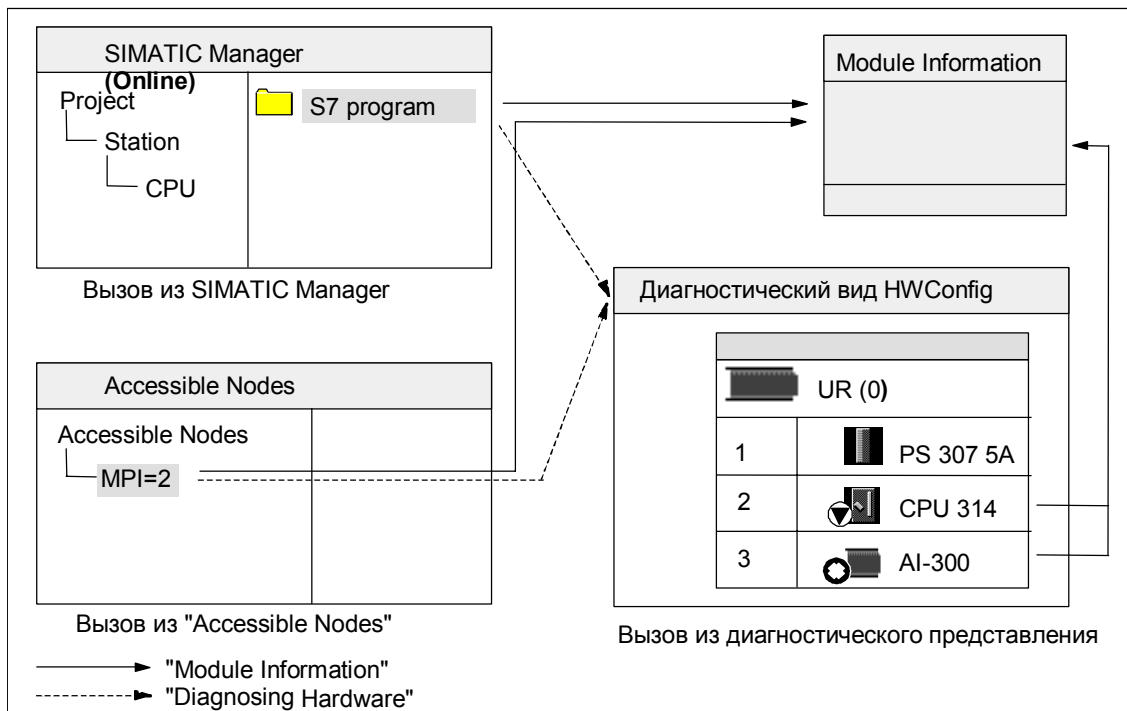 SIMATIC Manager
(Online)
Project
Station
CPU
S7 program
Вызов из SIMATIC Manager
Module Information
Accessible Nodes
Accessible Nodes
MPI=2
Вызов из "Accessible Nodes"
Диагностический вид HWConfig
UR (0)
1 PS 307 5A
2 CPU 314
3 AI-300
Вызов из диагностического представления
"Module Information"
"Diagnosing Hardware"